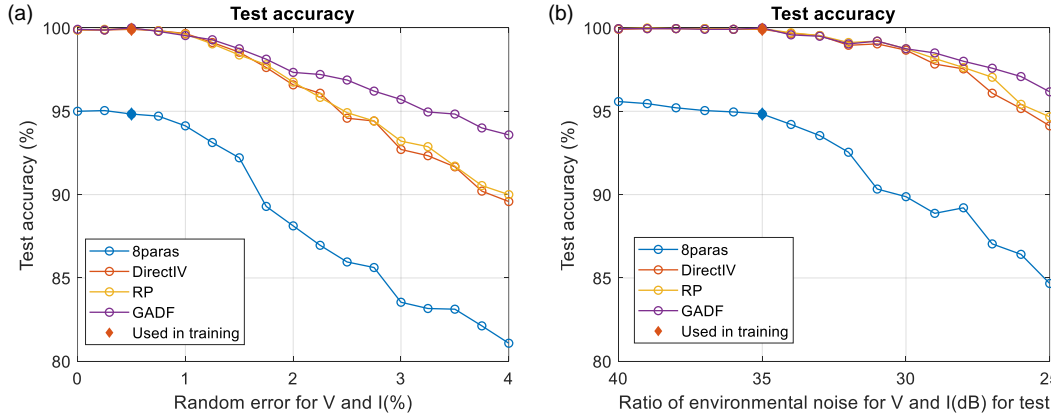 (a)
Test accuracy
Test accuracy (%)
100
95
90
85
80
8paras
DirectIV
RP
GADF
Used in training
0 1 2 3 4
Random error for V and I(%)
(b)
Test accuracy
Test accuracy (%)
100
95
90
85
80
8paras
DirectIV
RP
GADF
Used in training
40 35 30 25
Ratio of environmental noise for V and I(dB) for test